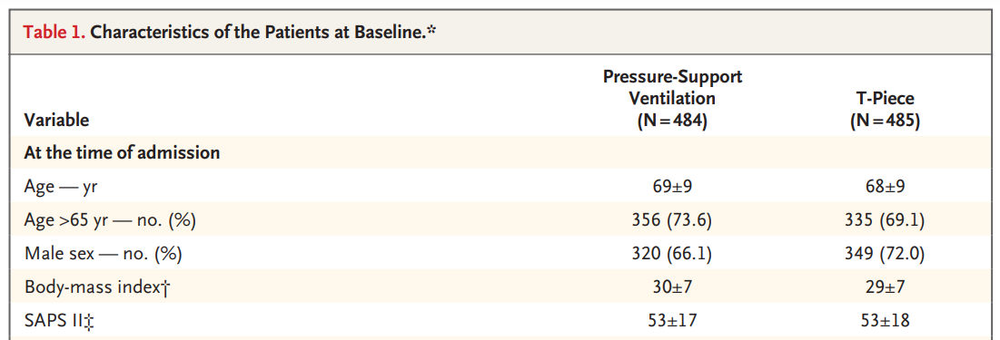 Table 1. Characteristics of the Patients at Baseline.*
Variable Pressure-Support Ventilation (N=484) T-Piece (N=485)
At the time of admission
Age — yr 69±9 68±9
Age >65 yr — no. (%) 356 (73.6) 335 (69.1)
Male sex — no. (%) 320 (66.1) 349 (72.0)
Body-mass index† 30±7 29±7
SAPS II‡ 53±17 53±18